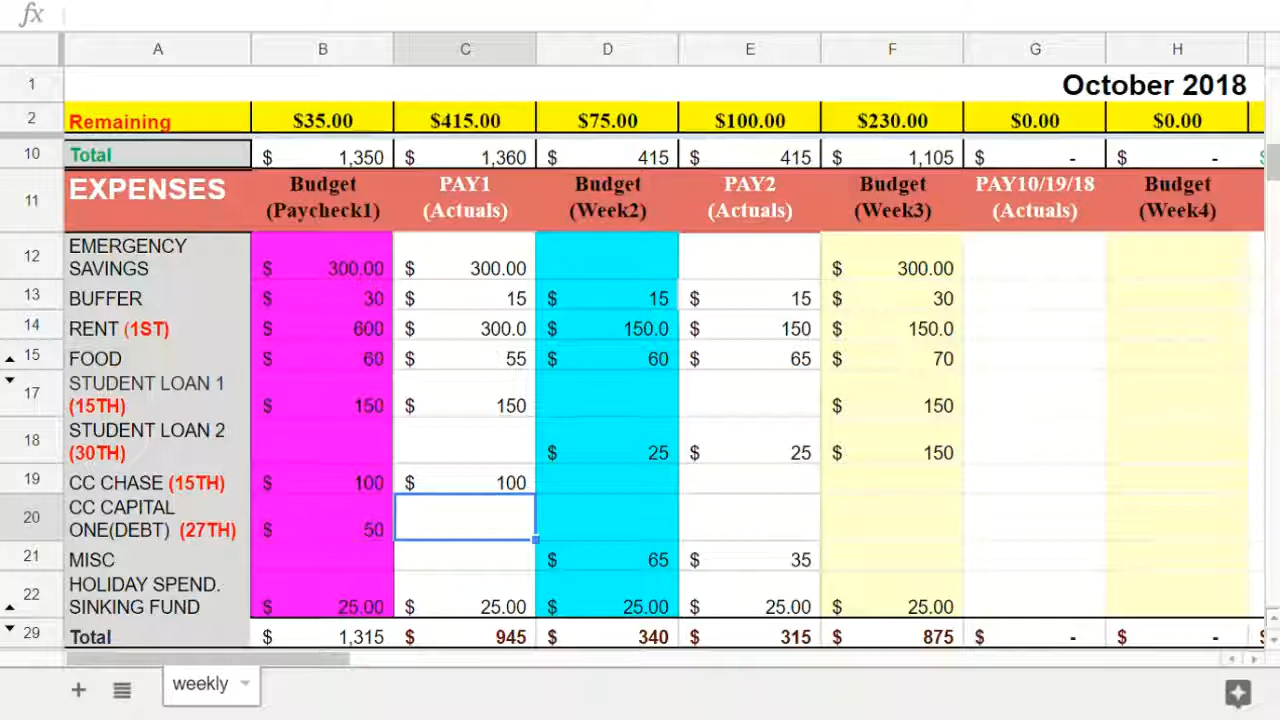 fx
A B C D E F G H
1 October 2018
2 Remaining $35.00 $415.00 $75.00 $100.00 $230.00 $0.00 $0.00
10 Total $ 1,350 $ 1,360 $ 415 $ 415 $ 1,105 $ - $ -
11 EXPENSES Budget (Paycheck1) PAY1 (Actuals) Budget (Week2) PAY2 (Actuals) Budget (Week3) PAY10/19/18 (Actuals) Budget (Week4)
12 EMERGENCY SAVINGS $ 300.00 $ 300.00 $ 300.00
13 BUFFER $ 30 $ 15 $ 15 $ 15 $ 30
14 RENT (1ST) $ 600 $ 300.0 $ 150.0 $ 150 $ 150.0
15 FOOD $ 60 $ 55 $ 60 $ 65 $ 70
17 STUDENT LOAN 1 (15TH) $ 150 $ 150 $ 150
18 STUDENT LOAN 2 (30TH) $ 25 $ 25 $ 150
19 CC CHASE (15TH) $ 100 $ 100
20 CC CAPITAL ONE(DEBT) (27TH) $ 50
21 MISC $ 65 $ 35
22 HOLIDAY SPEND. SINKING FUND $ 25.00 $ 25.00 $ 25.00 $ 25.00 $ 25.00
29 Total $ 1,315 $ 945 $ 340 $ 315 $ 875 $ - $ -
weekly